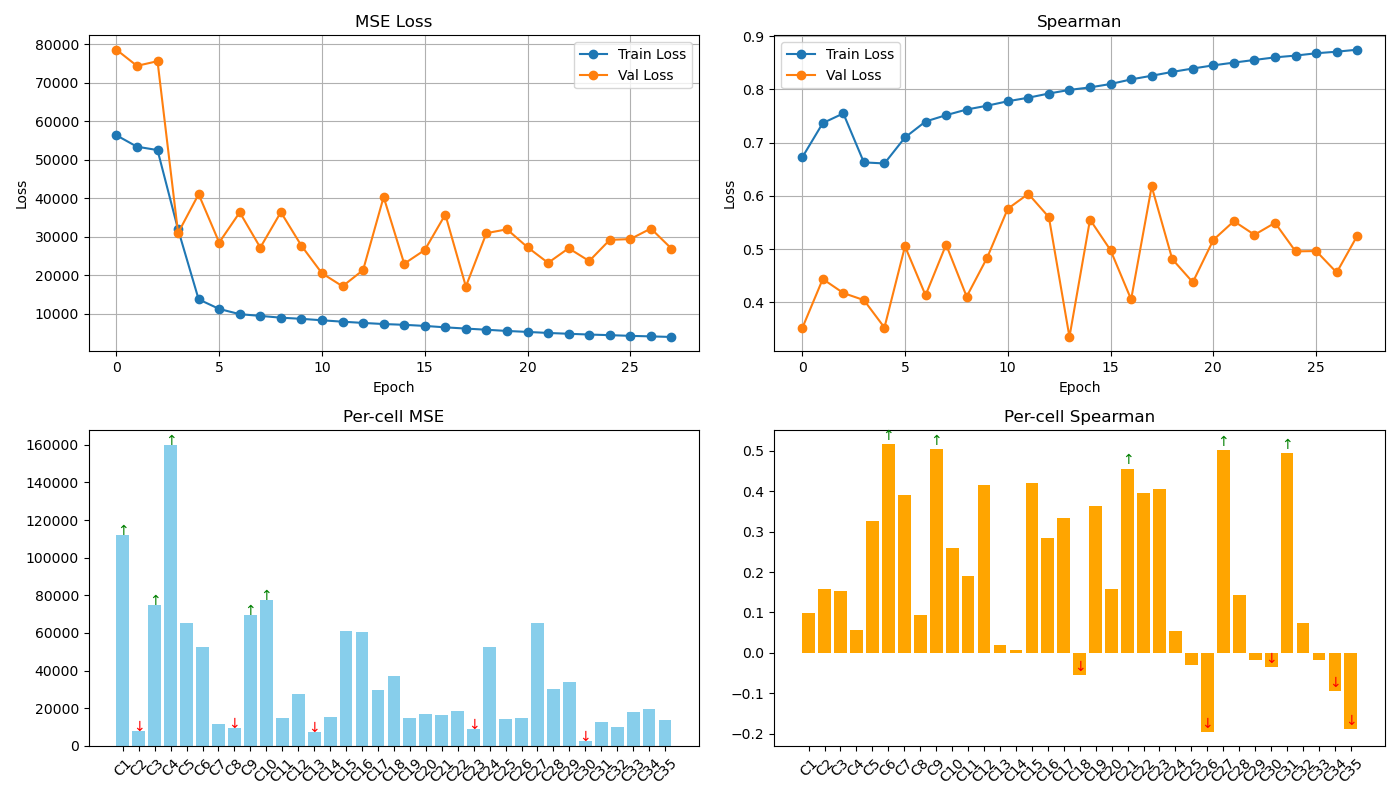 MSE Loss
80000
70000
60000
50000
40000
30000
20000
10000
Loss
Train Loss
Val Loss
0 5 10 15 20 25
Epoch
Spearman
0.9
0.8
0.7
0.6
0.5
0.4
Loss
Train Loss
Val Loss
0 5 10 15 20 25
Epoch
Per-cell MSE
160000
140000
120000
100000
80000
60000
40000
20000
0
↑ ↓ ↑ ↑ ↓ ↑ ↑ ↓ ↓ ↓
C1 C2 C3 C4 C5 C6 C7 C8 C9 C10 C11 C12 C13 C14 C15 C16 C17 C18 C19 C20 C21 C22 C23 C24 C25 C26 C27 C28 C29 C30 C31 C32 C33 C34 C35
Per-cell Spearman
0.5
0.4
0.3
0.2
0.1
0.0
−0.1
−0.2
↑ ↑ ↓ ↑ ↓ ↑ ↓ ↑ ↓ ↓
C1 C2 C3 C4 C5 C6 C7 C8 C9 C10 C11 C12 C13 C14 C15 C16 C17 C18 C19 C20 C21 C22 C23 C24 C25 C26 C27 C28 C29 C30 C31 C32 C33 C34 C35